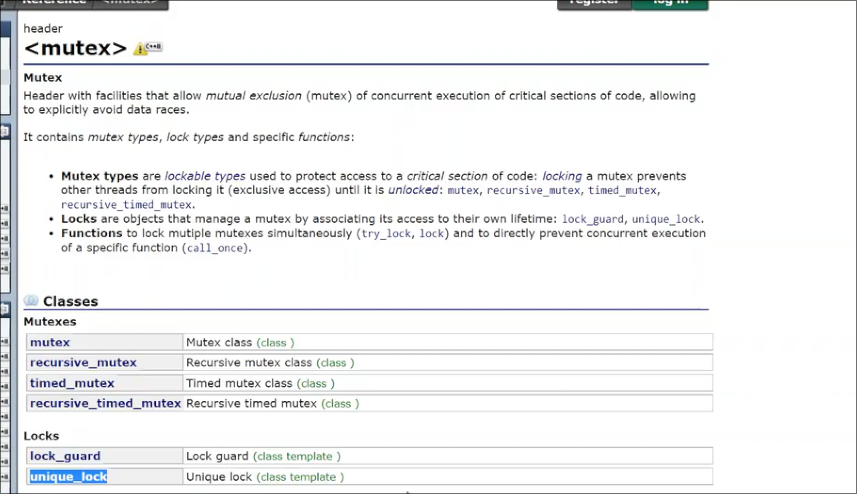 Reference <mutex> register log in
header
<mutex> C++11
Mutex
Header with facilities that allow mutual exclusion (mutex) of concurrent execution of critical sections of code, allowing
to explicitly avoid data races.
It contains mutex types, lock types and specific functions:
• Mutex types are lockable types used to protect access to a critical section of code: locking a mutex prevents
other threads from locking it (exclusive access) until it is unlocked: mutex, recursive_mutex, timed_mutex,
recursive_timed_mutex.
• Locks are objects that manage a mutex by associating its access to their own lifetime: lock_guard, unique_lock.
• Functions to lock mutiple mutexes simultaneously (try_lock, lock) and to directly prevent concurrent execution
of a specific function (call_once).
Classes
Mutexes
mutex Mutex class (class )
recursive_mutex Recursive mutex class (class )
timed_mutex Timed mutex class (class )
recursive_timed_mutex Recursive timed mutex (class )
Locks
lock_guard Lock guard (class template )
unique_lock Unique lock (class template )